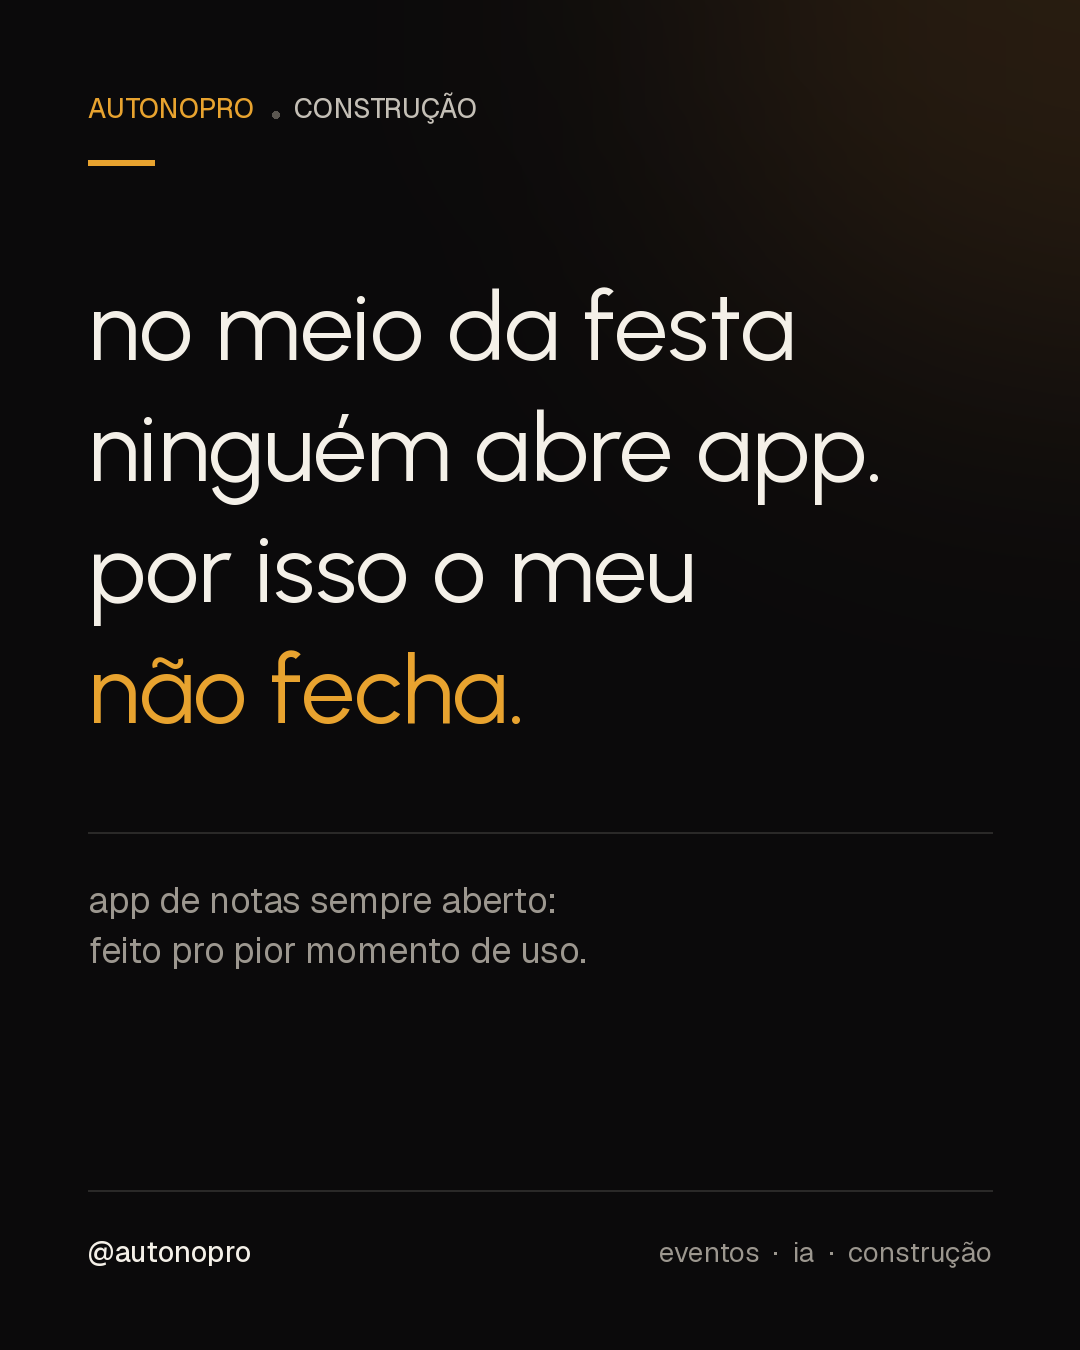 AUTONOPRO • CONSTRUÇÃO
no meio da festa
ninguém abre app.
por isso o meu
não fecha.
app de notas sempre aberto:
feito pro pior momento de uso.
@autonopro
eventos · ia · construção